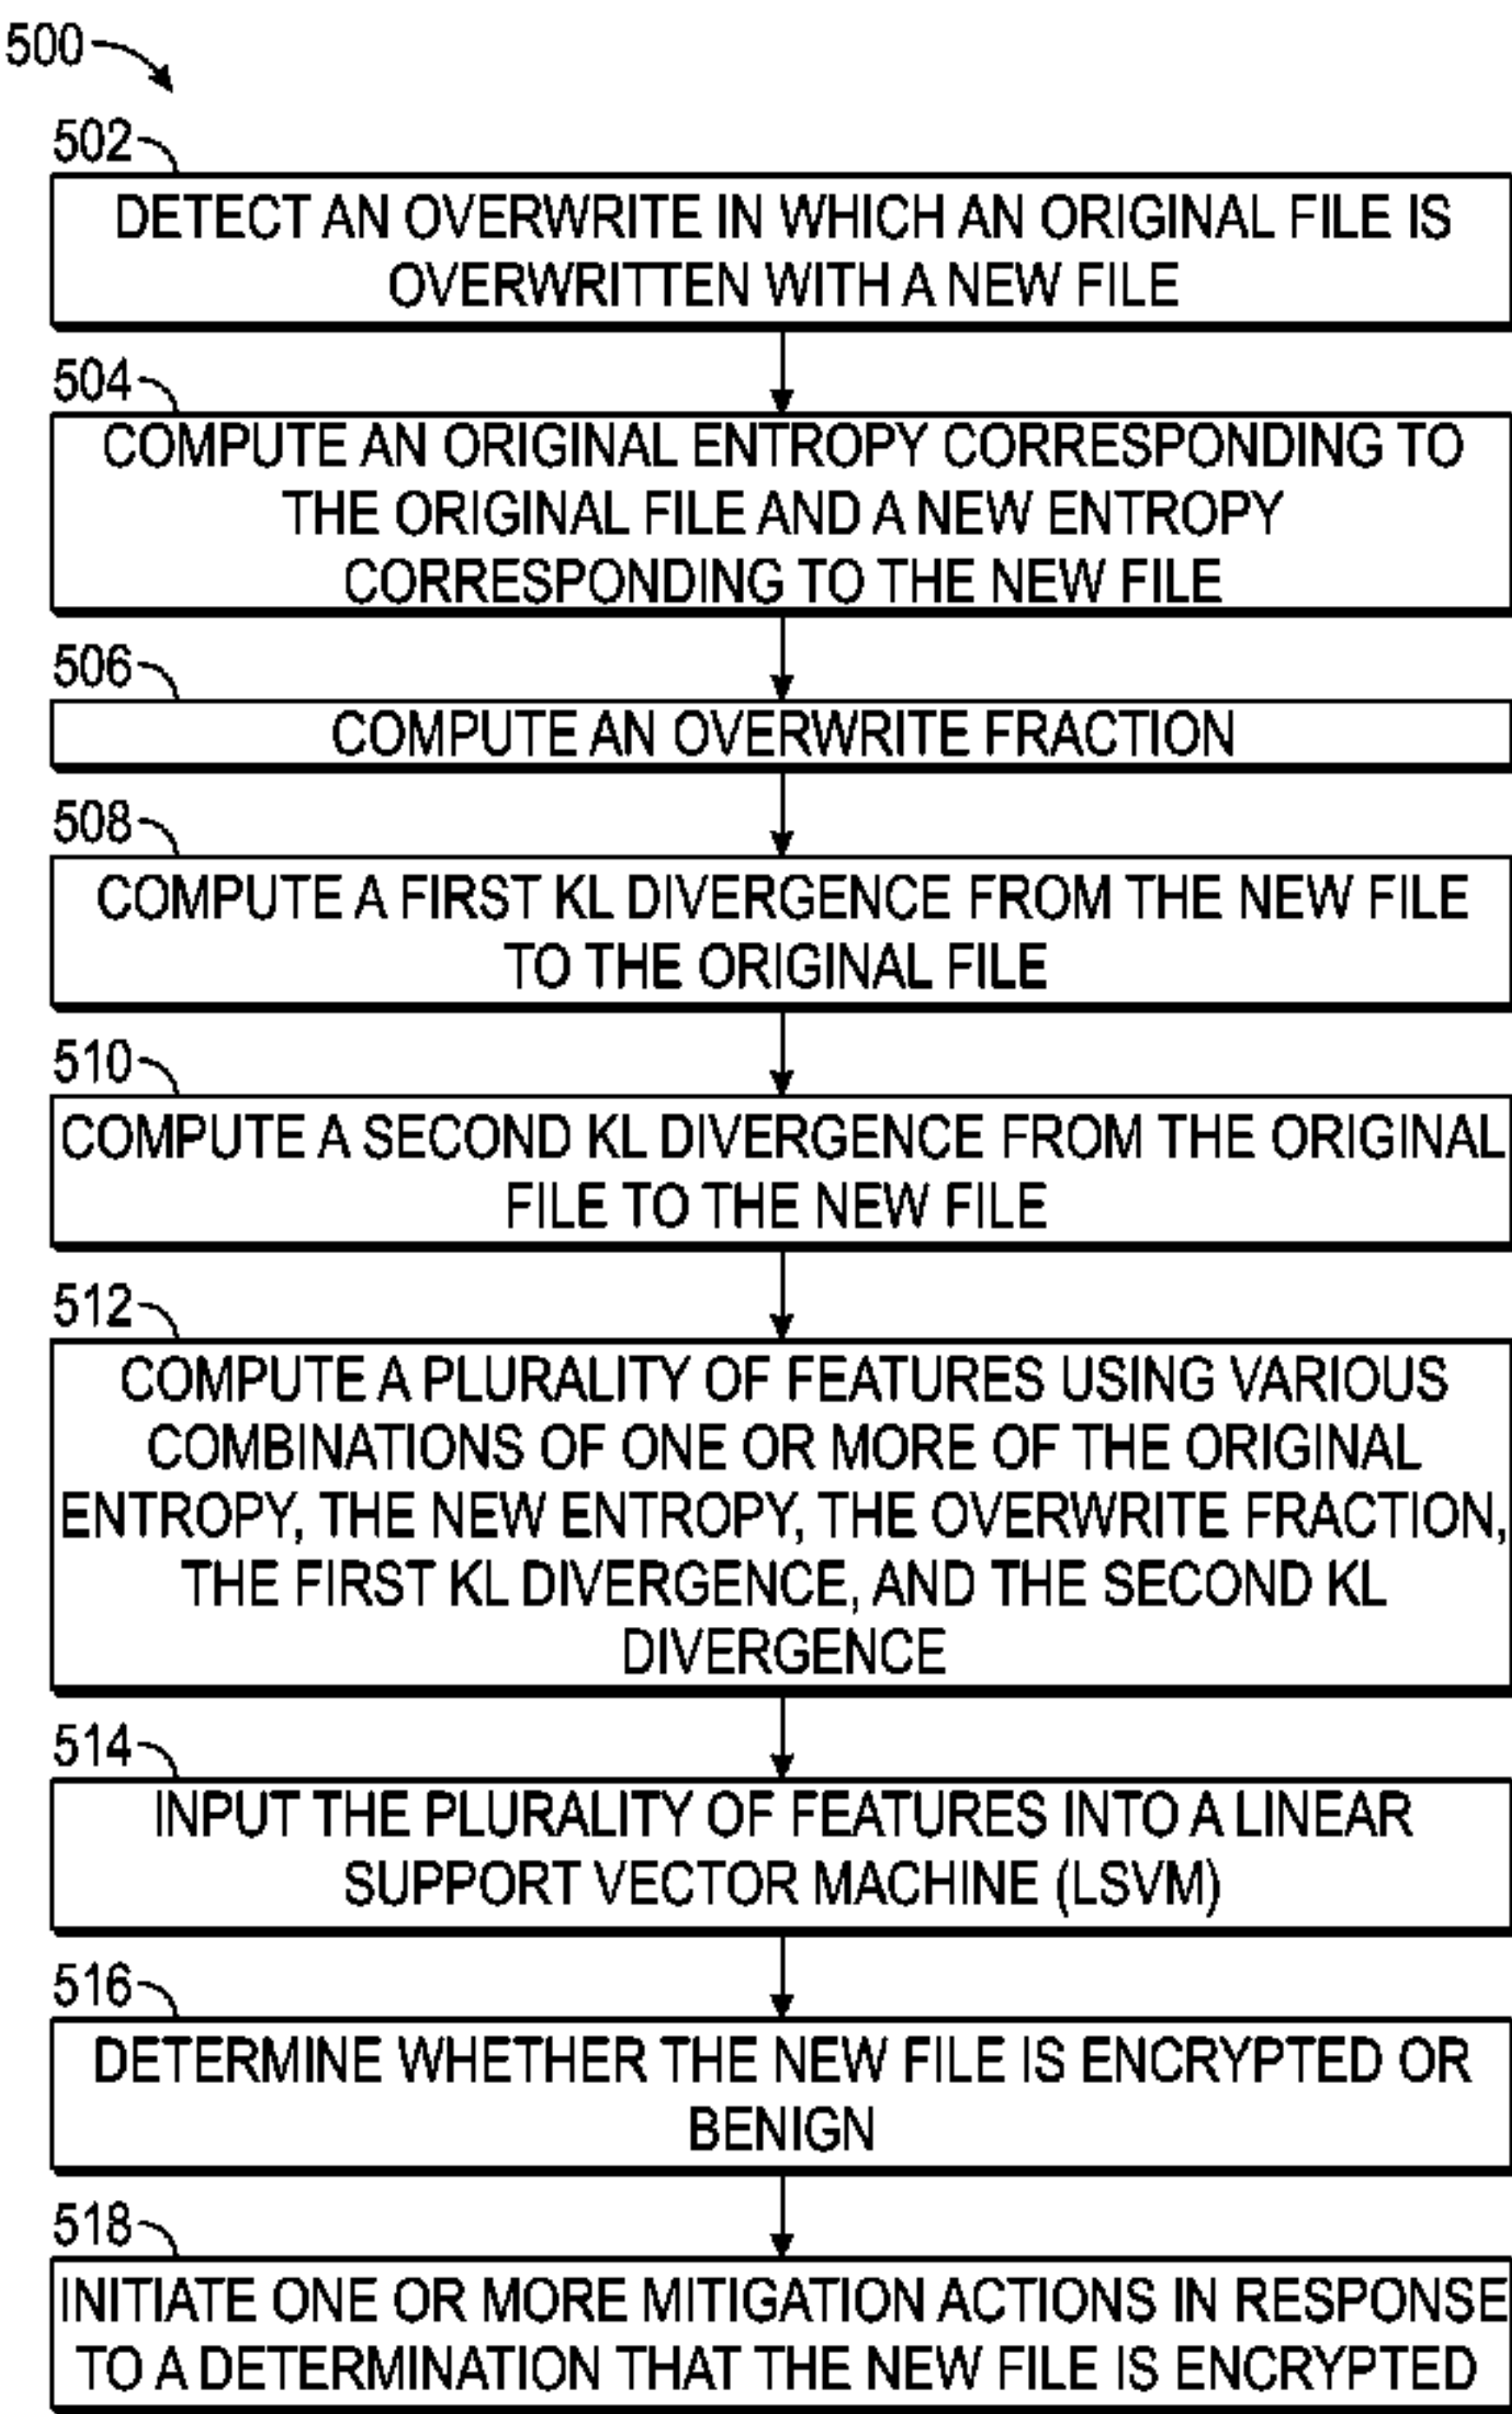 500
502
DETECT AN OVERWRITE IN WHICH AN ORIGINAL FILE IS
OVERWRITTEN WITH A NEW FILE
504
COMPUTE AN ORIGINAL ENTROPY CORRESPONDING TO
THE ORIGINAL FILE AND A NEW ENTROPY
CORRESPONDING TO THE NEW FILE
506
COMPUTE AN OVERWRITE FRACTION
508
COMPUTE A FIRST KL DIVERGENCE FROM THE NEW FILE
TO THE ORIGINAL FILE
510
COMPUTE A SECOND KL DIVERGENCE FROM THE ORIGINAL
FILE TO THE NEW FILE
512
COMPUTE A PLURALITY OF FEATURES USING VARIOUS
COMBINATIONS OF ONE OR MORE OF THE ORIGINAL
ENTROPY, THE NEW ENTROPY, THE OVERWRITE FRACTION,
THE FIRST KL DIVERGENCE, AND THE SECOND KL
DIVERGENCE
514
INPUT THE PLURALITY OF FEATURES INTO A LINEAR
SUPPORT VECTOR MACHINE (LSVM)
516
DETERMINE WHETHER THE NEW FILE IS ENCRYPTED OR
BENIGN
518
INITIATE ONE OR MORE MITIGATION ACTIONS IN RESPONSE
TO A DETERMINATION THAT THE NEW FILE IS ENCRYPTED